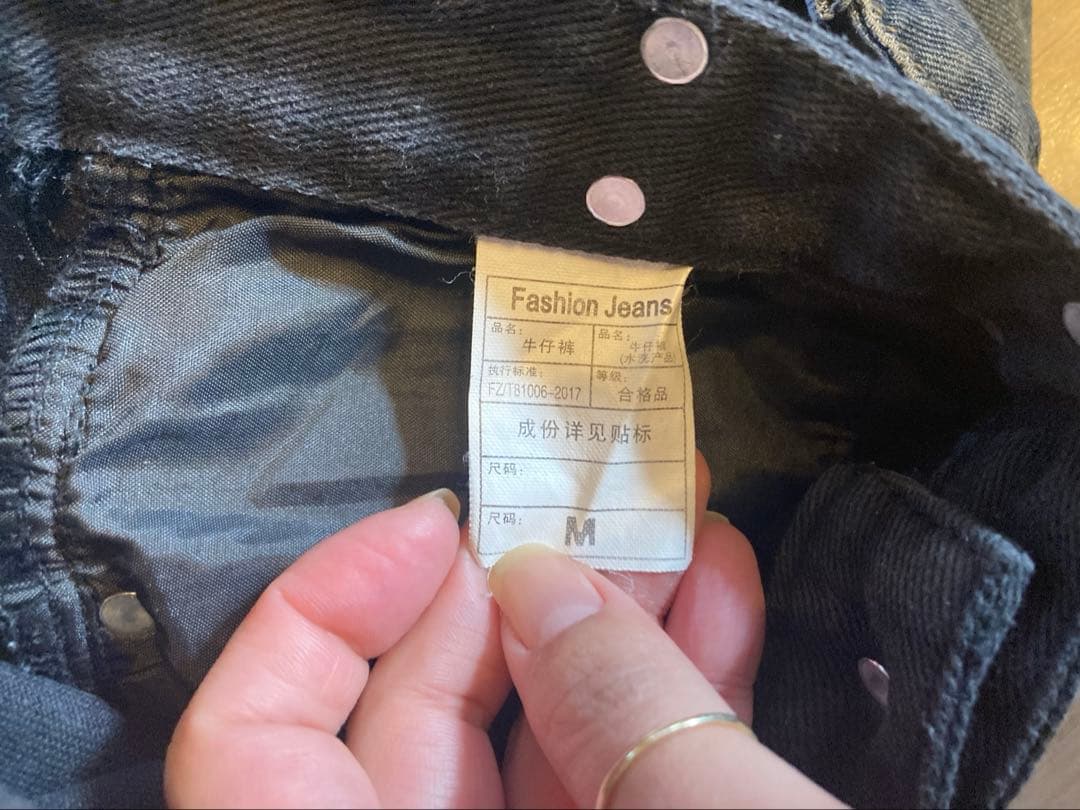 Fashion Jeans
品名:
牛仔裤
品名:
牛仔裤
(水洗产品)
执行标准:
FZ/T81006-2017
等级:
合格品
成份详见贴标
尺码:
尺码:
M